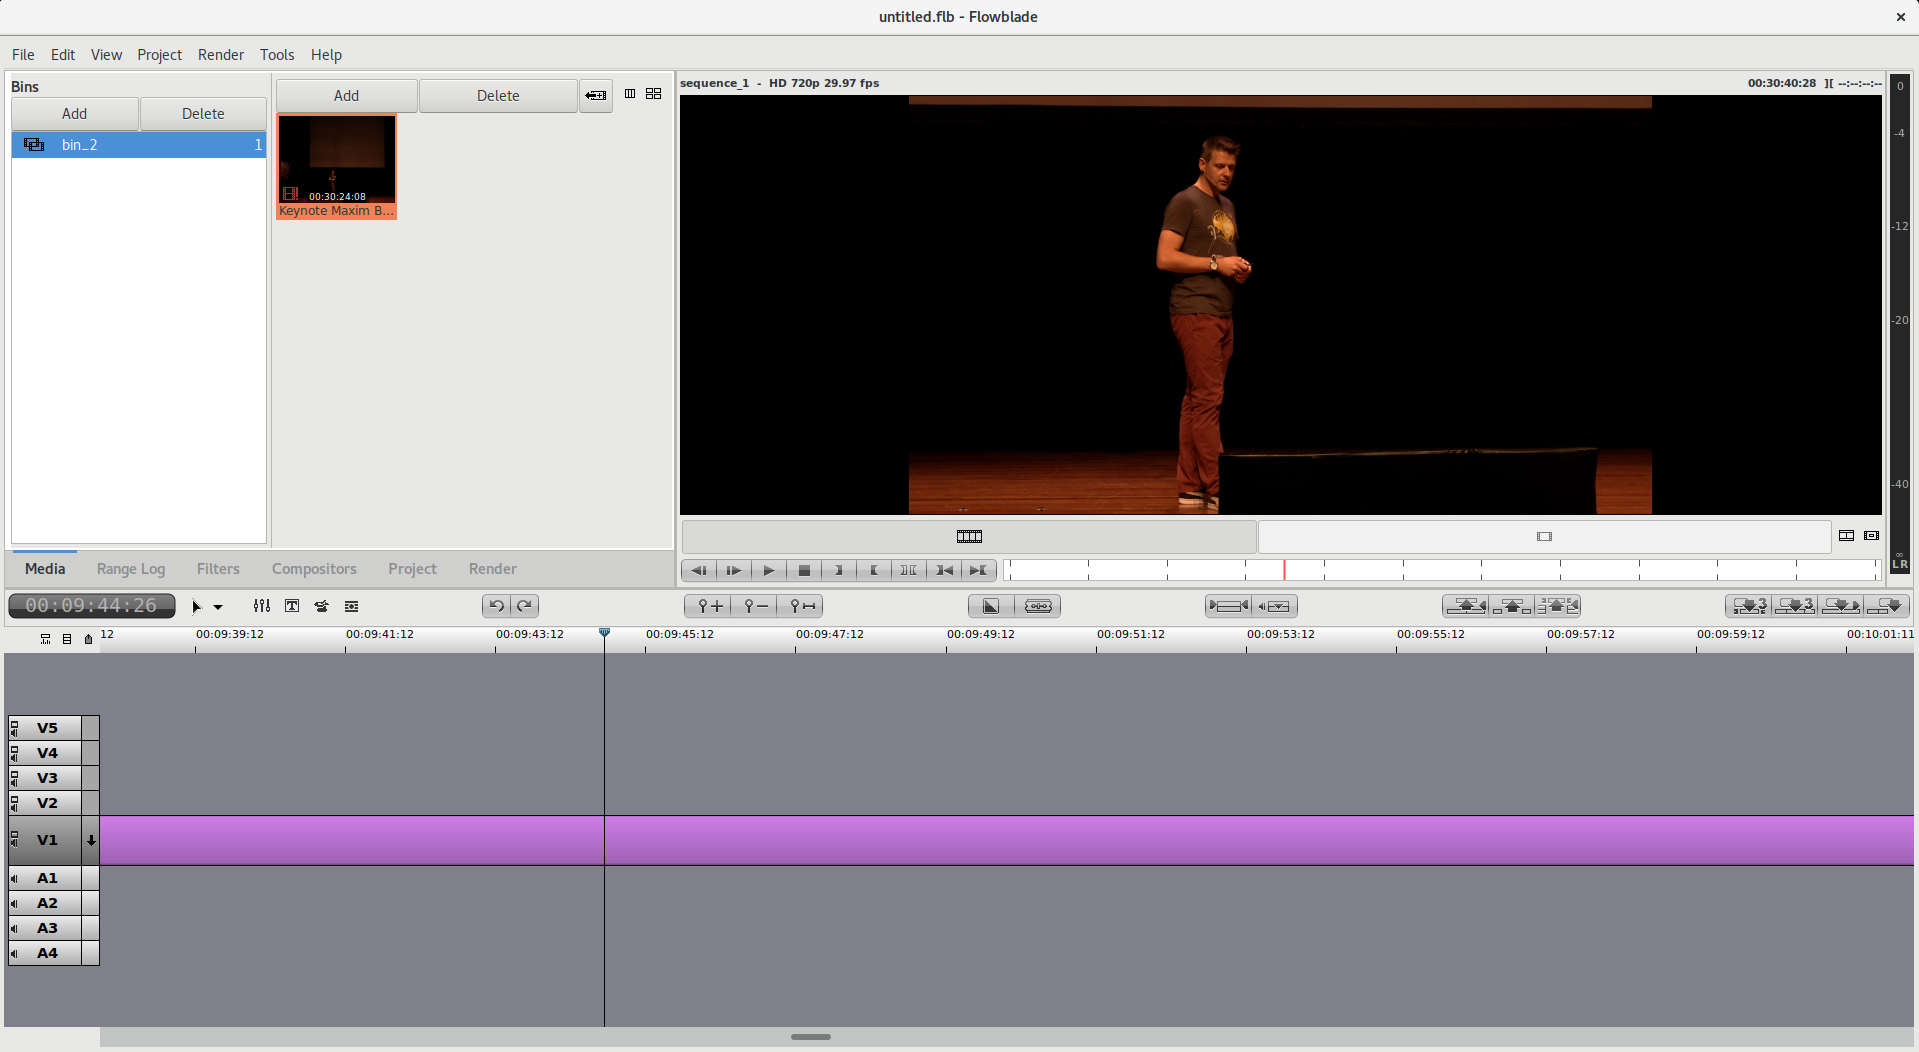 untitled.flb - Flowblade
File Edit View Project Render Tools Help
Bins
Add Delete
bin_2 1
Add Delete
00:30:24:08
Keynote Maxim B...
sequence_1 - HD 720p 29.97 fps
00:30:40:28 ][ --:--:--:--
0
-4
-12
-20
-40
∞
L R
Media Range Log Filters Compositors Project Render
00:09:44:26
12 00:09:39:12 00:09:41:12 00:09:43:12 00:09:45:12 00:09:47:12 00:09:49:12 00:09:51:12 00:09:53:12 00:09:55:12 00:09:57:12 00:09:59:12 00:10:01:11
V5
V4
V3
V2
V1
A1
A2
A3
A4